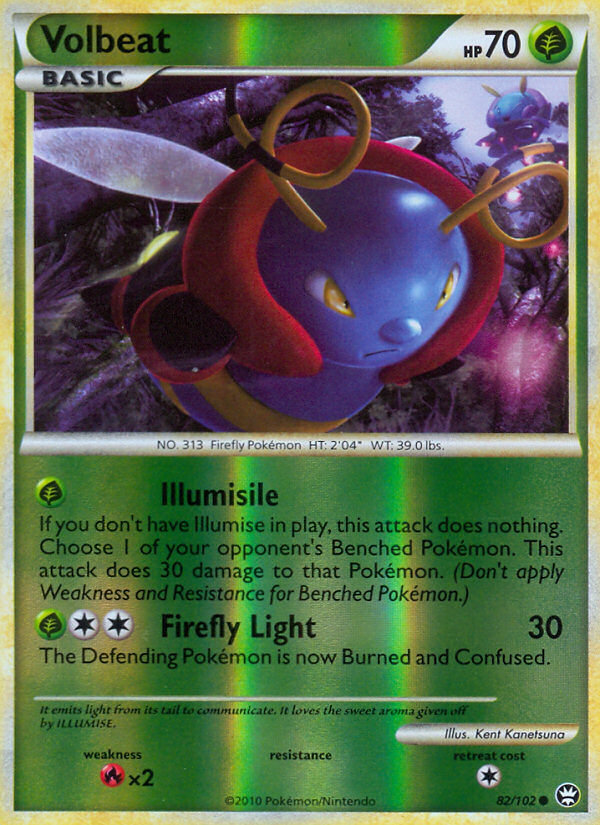 Volbeat
HP 70
BASIC
NO. 313 Firefly Pokémon HT: 2'04" WT: 39.0 lbs.
Illumisile
If you don't have Illumise in play, this attack does nothing.
Choose 1 of your opponent's Benched Pokémon. This
attack does 30 damage to that Pokémon. (Don't apply
Weakness and Resistance for Benched Pokémon.)
Firefly Light 30
The Defending Pokémon is now Burned and Confused.
It emits light from its tail to communicate. It loves the sweet aroma given off
by ILLUMISE.
Illus. Kent Kanetsuna
weakness resistance retreat cost
×2
©2010 Pokémon/Nintendo 82/102